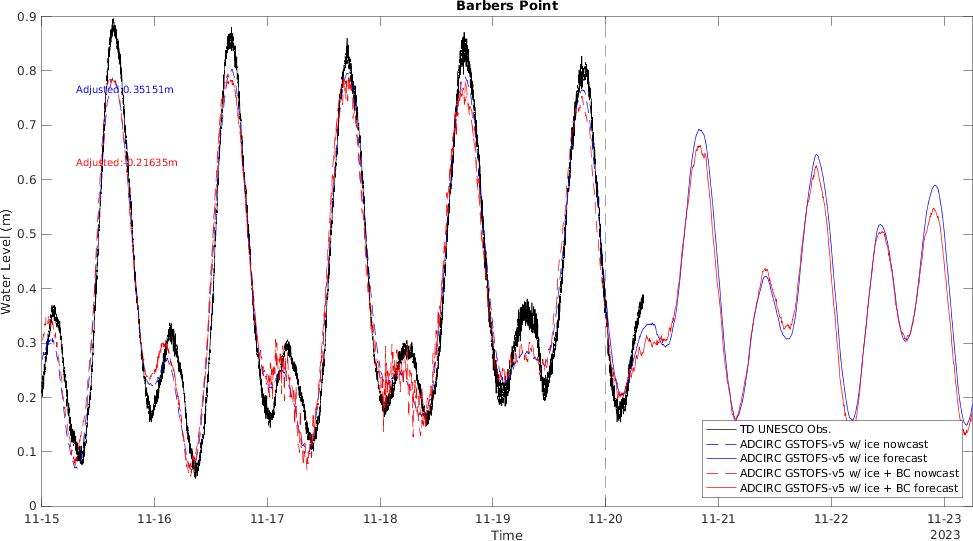 Barbers Point
0.9
0.8
0.7
0.6
0.5
0.4
0.3
0.2
0.1
0
Water Level (m)
Adjusted:0.35151m
Adjusted:-0.21635m
TD UNESCO Obs.
ADCIRC GSTOFS-v5 w/ ice nowcast
ADCIRC GSTOFS-v5 w/ ice forecast
ADCIRC GSTOFS-v5 w/ ice + BC nowcast
ADCIRC GSTOFS-v5 w/ ice + BC forecast
11-15 11-16 11-17 11-18 11-19 11-20 11-21 11-22 11-23
Time
2023